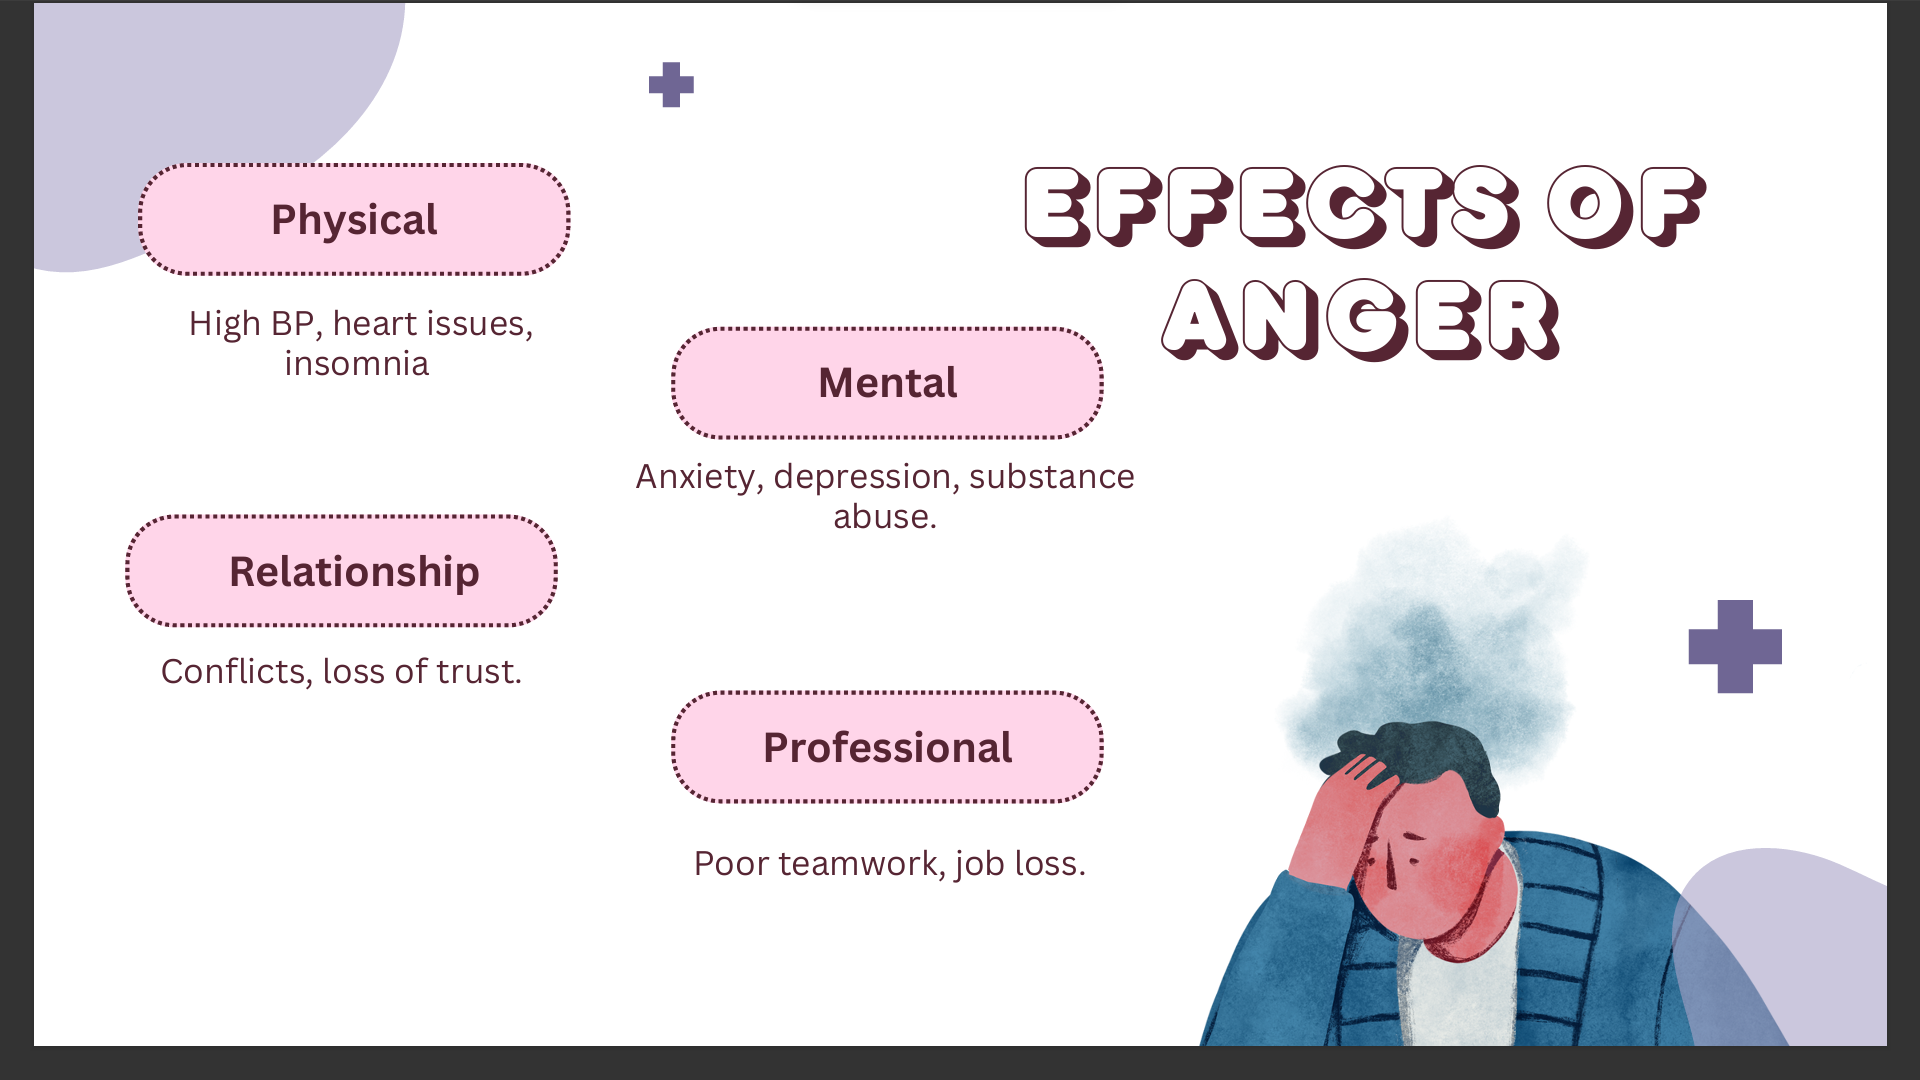 EFFECTS OF
ANGER
Physical
High BP, heart issues,
insomnia
Mental
Anxiety, depression, substance
abuse.
Relationship
Conflicts, loss of trust.
Professional
Poor teamwork, job loss.